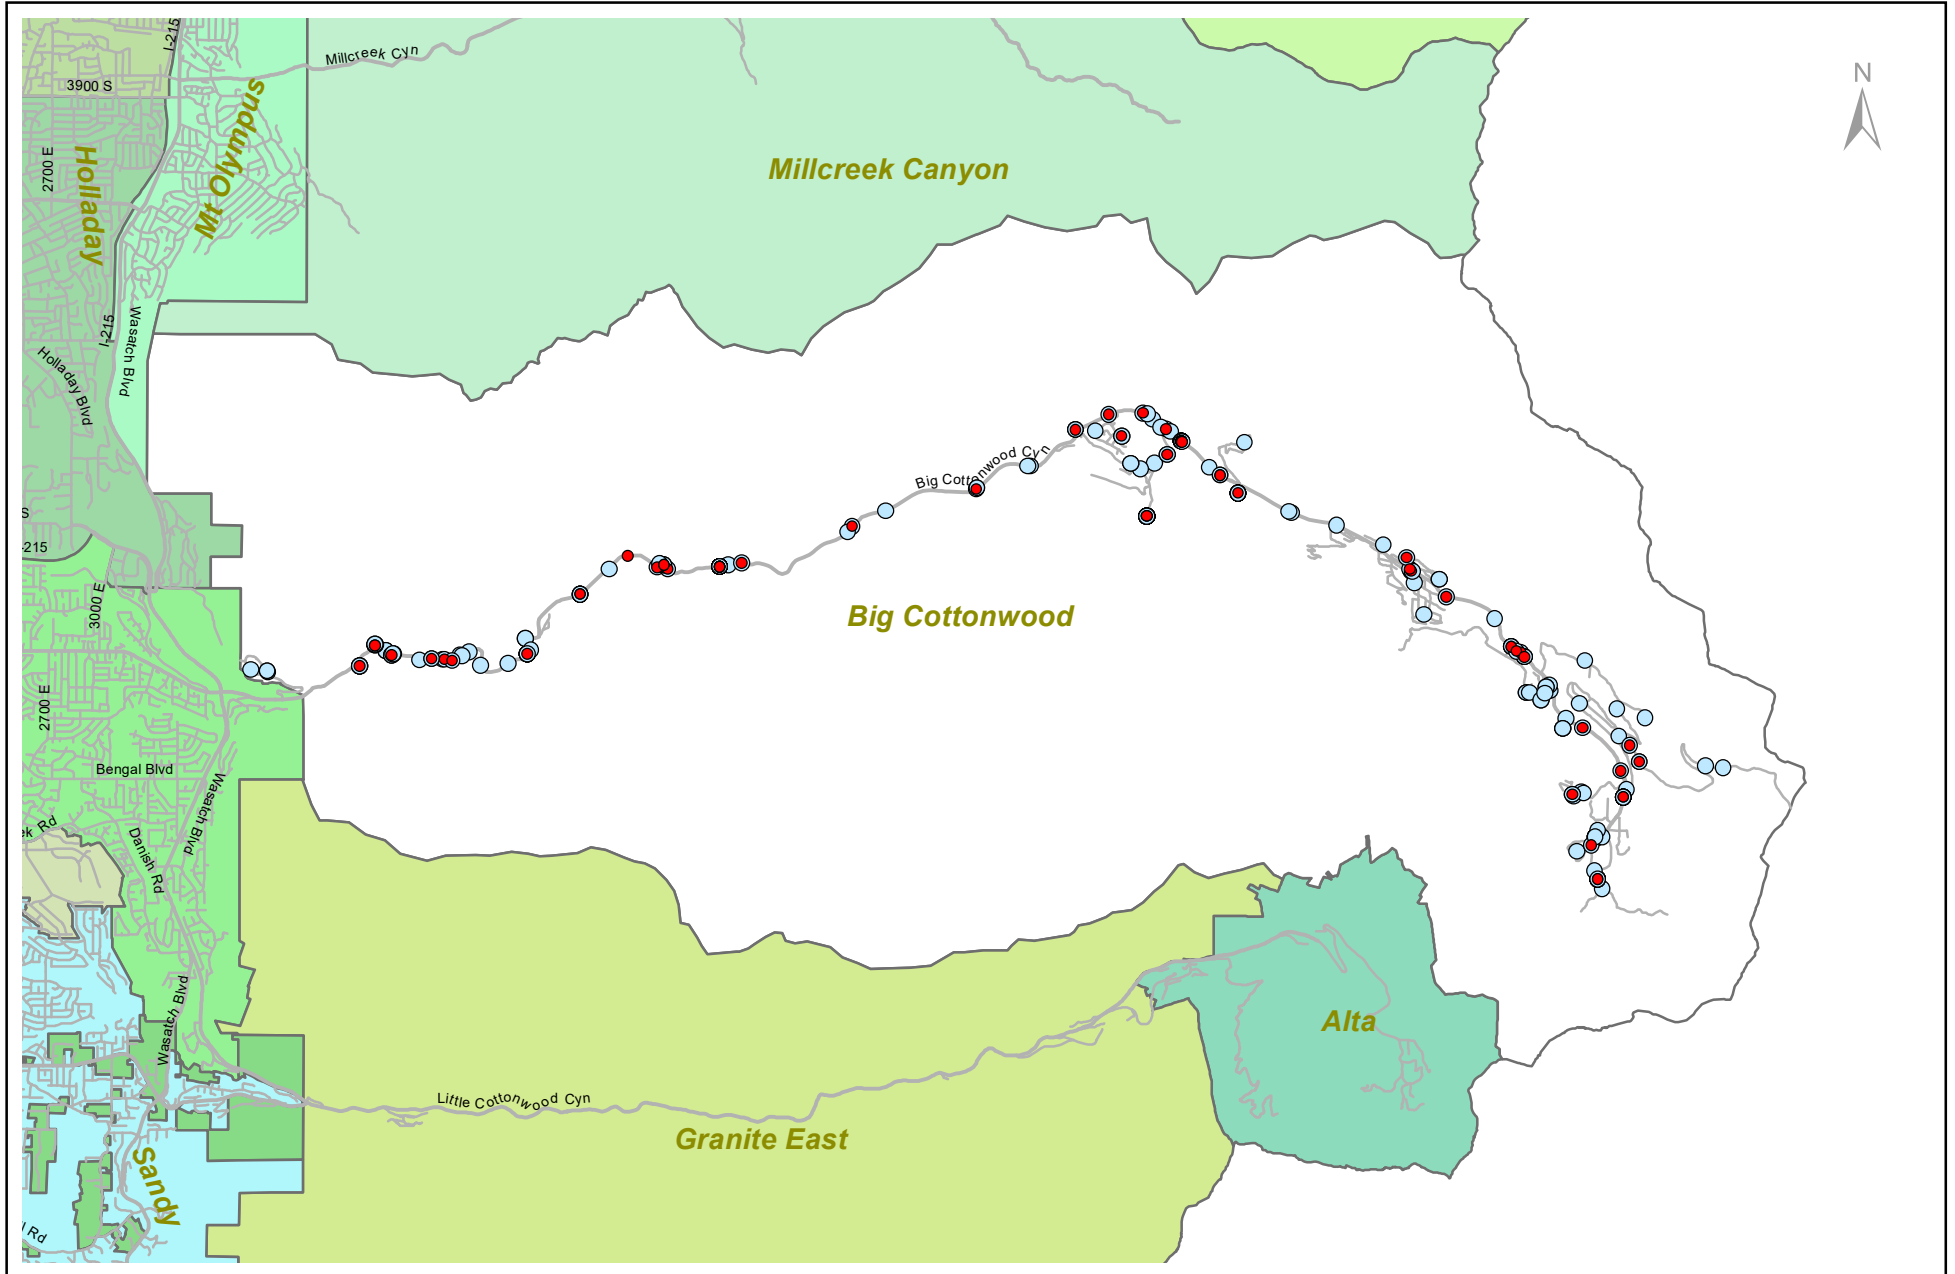 I-215
Millcreek Cyn
N
3900 S
Mt Olympus
2700 E
Holladay
Millcreek Canyon
I-215
Wasatch Blvd
Holladay Blvd
Big Cottonwood Cyn
S
-215
3000 E
Big Cottonwood
2700 E
Bengal Blvd
Wasatch Blvd
ek Rd
Danish Rd
Wasatch Blvd
Alta
Little Cottonwood Cyn
Granite East
Sandy
l Rd